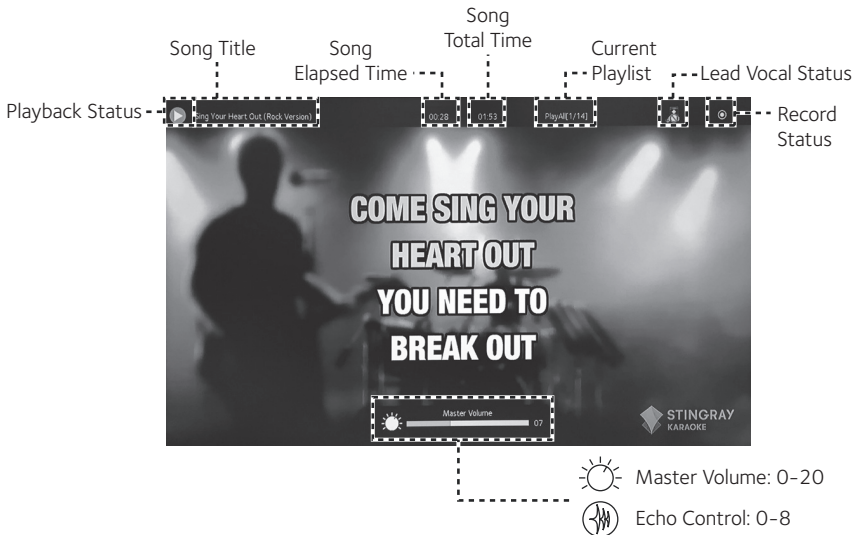 Song
Total Time
Song Title
Song
Elapsed Time
Current
Playlist
Lead Vocal Status
Playback Status
Record
Status
Sing Your Heart Out (Rock Version)
00:28
01:53
PlayAll[1/14]
COME SING YOUR
HEART OUT
YOU NEED TO
BREAK OUT
Master Volume
07
STINGRAY
KARAOKE
Master Volume: 0-20
Echo Control: 0-8